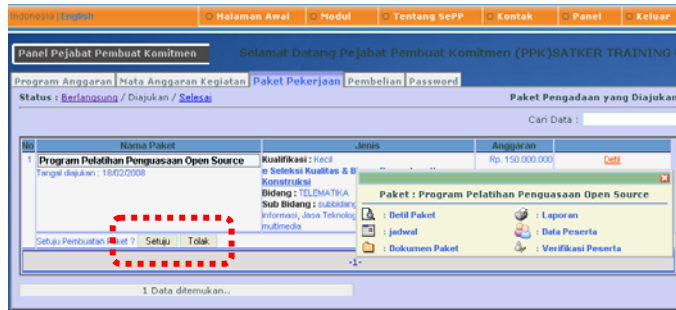 Indonesia | English
Halaman Awal
Modul
Tentang SePP
Kontak
Panel
Keluar
Panel Pejabat Pembuat Komitmen
Selamat Datang Pejabat Pembuat Komitmen (PPK)SATKER TRAINING
Program Anggaran
Mata Anggaran Kegiatan
Paket Pekerjaan
Pembelian
Password
Status : Berlangsung / Diajukan / Selesai
Paket Pengadaan yang Diajukan
Cari Data :
No
Nama Paket
Jenis
Anggaran
1
Program Pelatihan Penguasaan Open Source
Tangal diajukan : 18/02/2008
Setuju Pembuatan Paket ?
Setuju
Tolak
Kualifikasi : Kecil
e Seleksi Kualitas & B
Konstruksi
Bidang : TELEMATIKA
Sub Bidang : subbidang
informasi, Jasa Teknolog
multimedia
Rp. 150.000.000
Detil
Paket : Program Pelatihan Penguasaan Open Source
: Detil Paket
: Laporan
: jadwal
: Data Peserta
: Dokumen Paket
: Verifikasi Peserta
-1-
1 Data ditemukan..